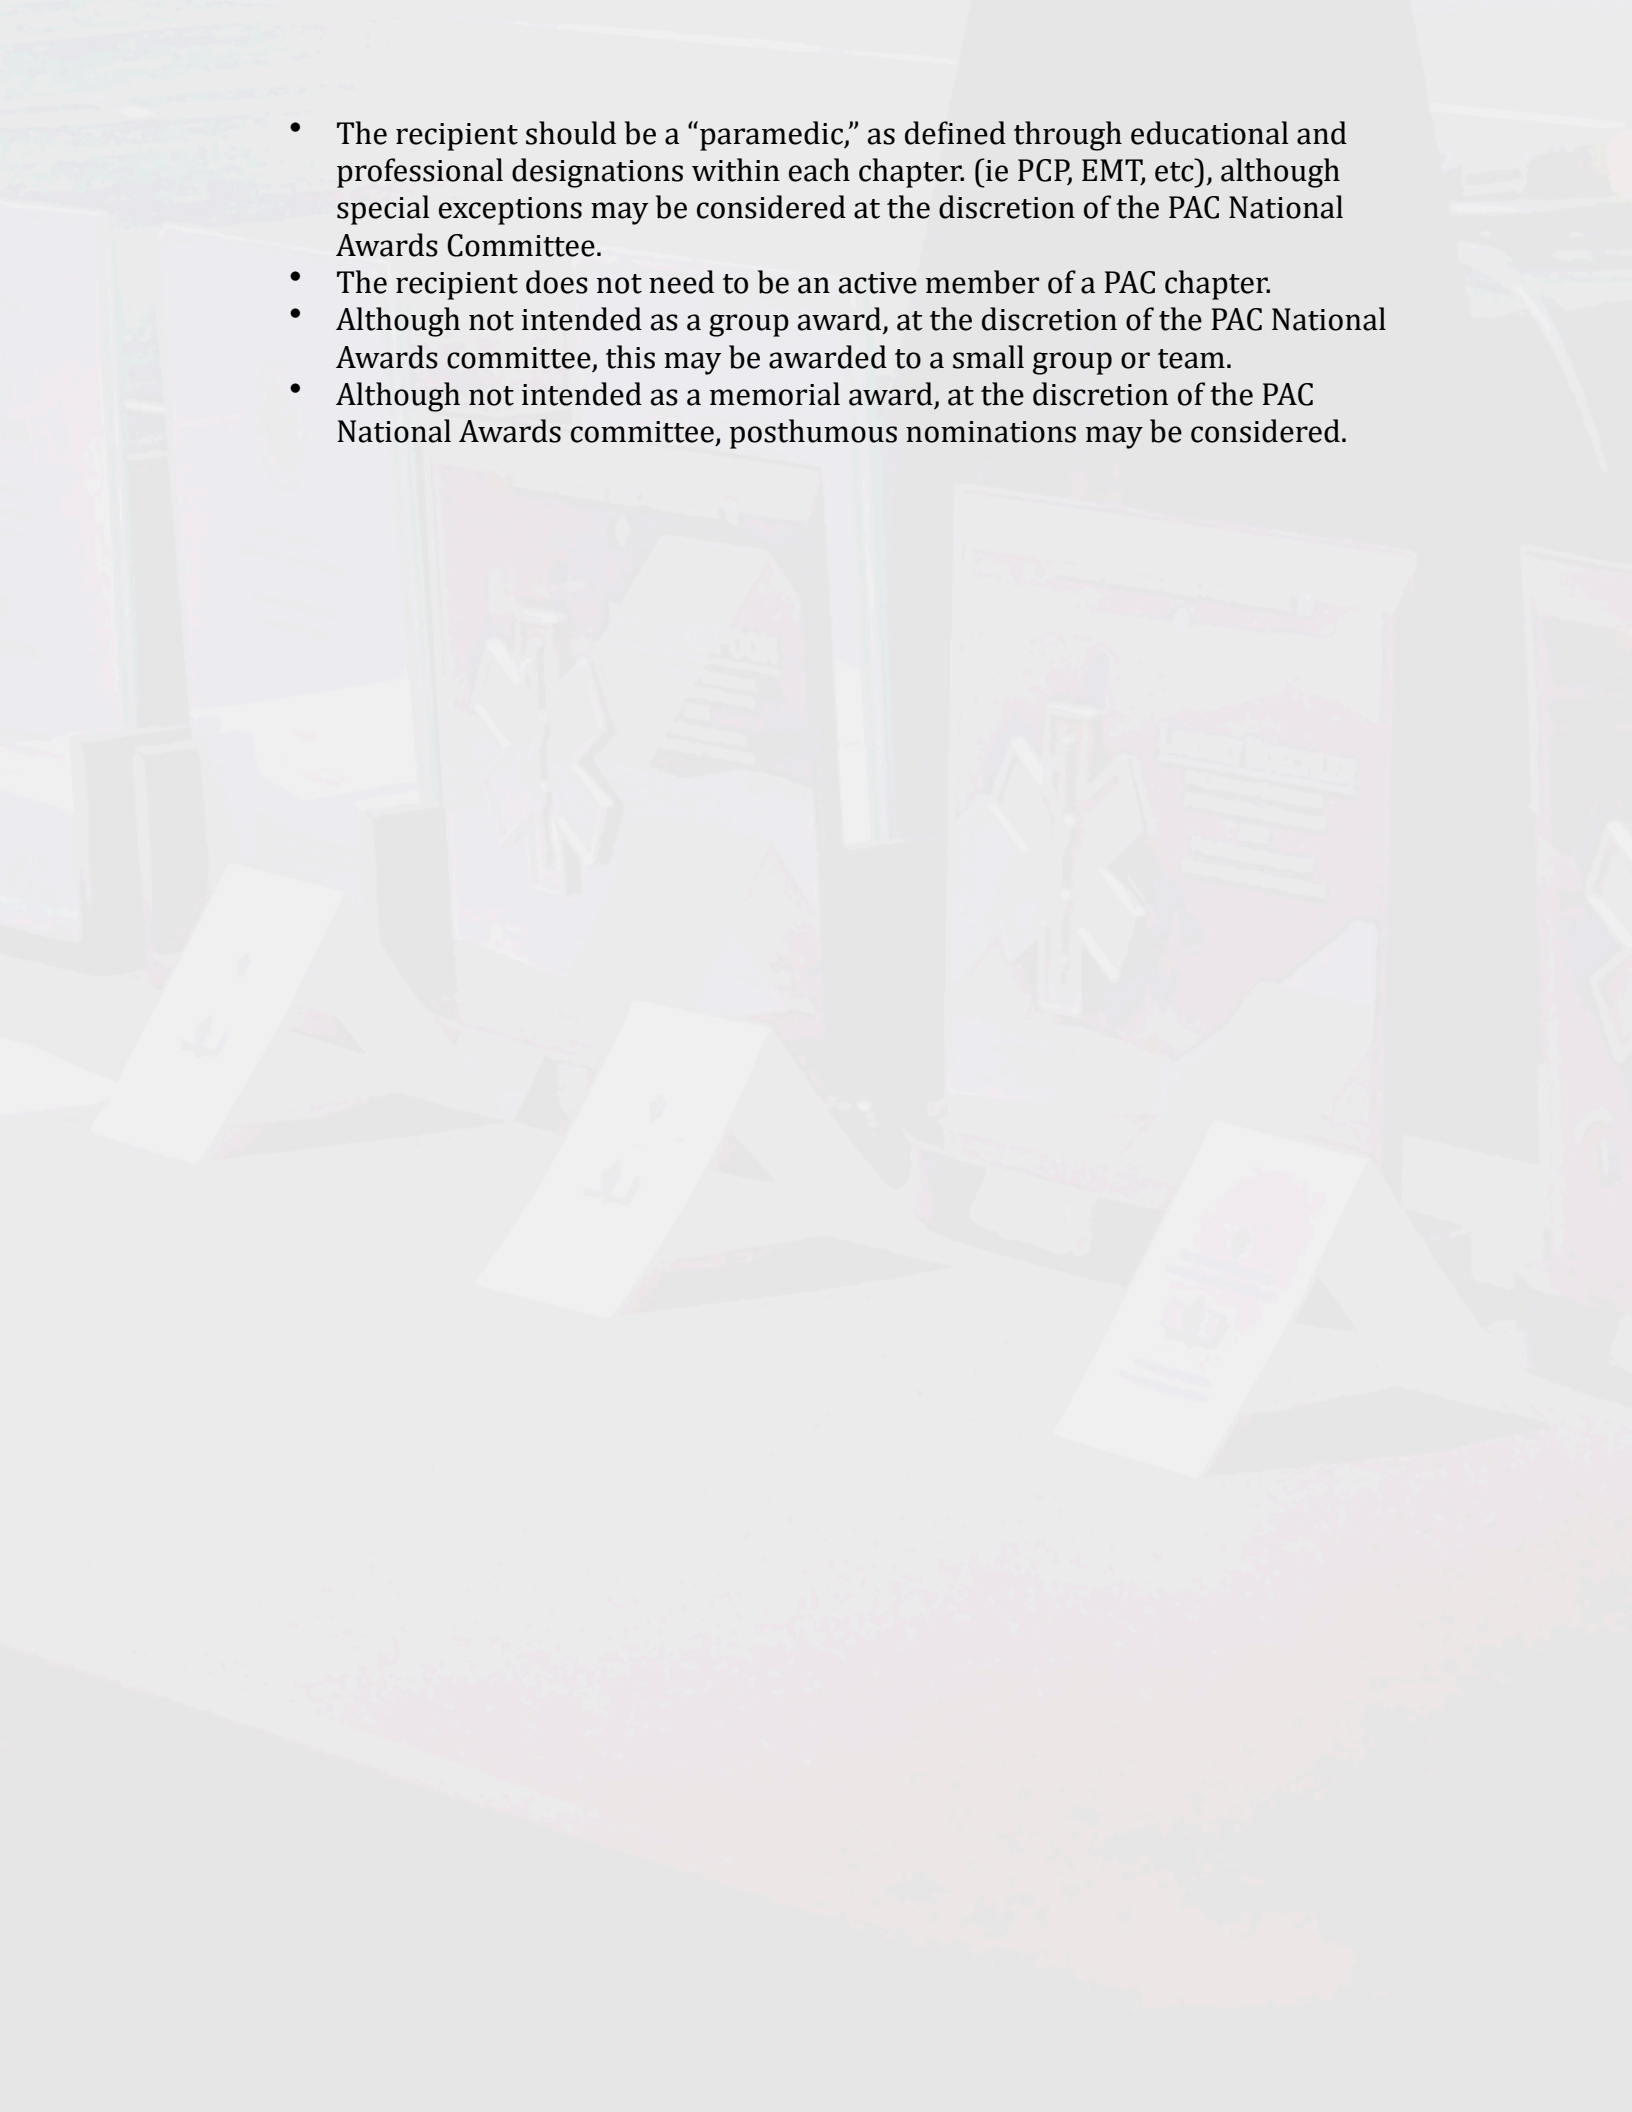 • The recipient should be a “paramedic,” as defined through educational and
professional designations within each chapter. (ie PCP, EMT, etc), although
special exceptions may be considered at the discretion of the PAC National
Awards Committee.
• The recipient does not need to be an active member of a PAC chapter.
• Although not intended as a group award, at the discretion of the PAC National
Awards committee, this may be awarded to a small group or team.
• Although not intended as a memorial award, at the discretion of the PAC
National Awards committee, posthumous nominations may be considered.